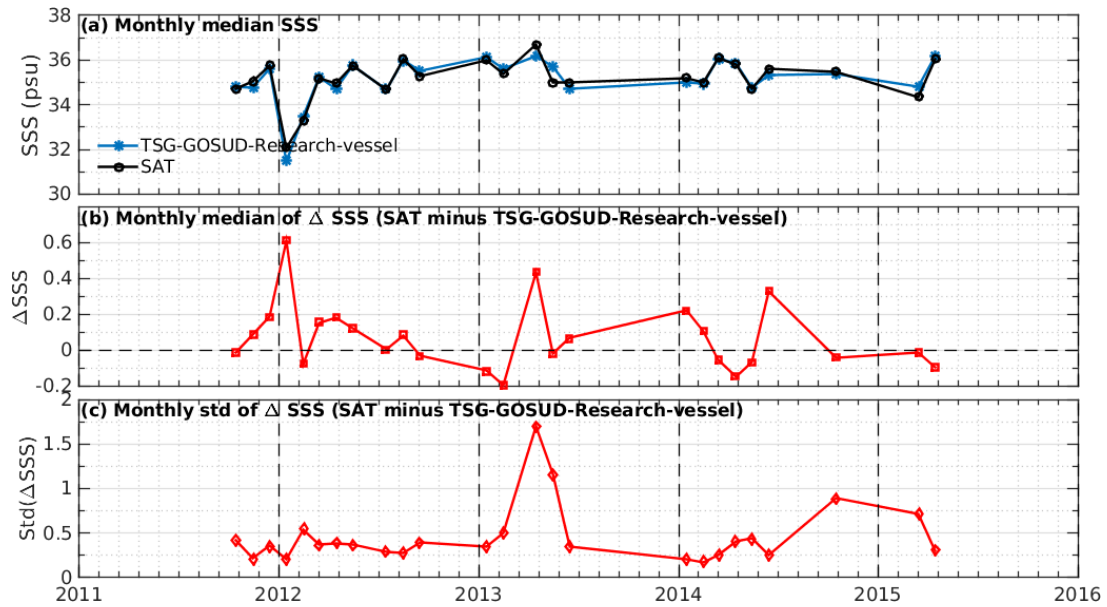 (a) Monthly median SSS
38
36
34
32
30
SSS (psu)
TSG-GOSUD-Research-vessel
SAT
(b) Monthly median of Δ SSS (SAT minus TSG-GOSUD-Research-vessel)
0.6
0.4
0.2
0
-0.2
ΔSSS
(c) Monthly std of Δ SSS (SAT minus TSG-GOSUD-Research-vessel)
2
1.5
1
0.5
0
Std(ΔSSS)
2011 2012 2013 2014 2015 2016